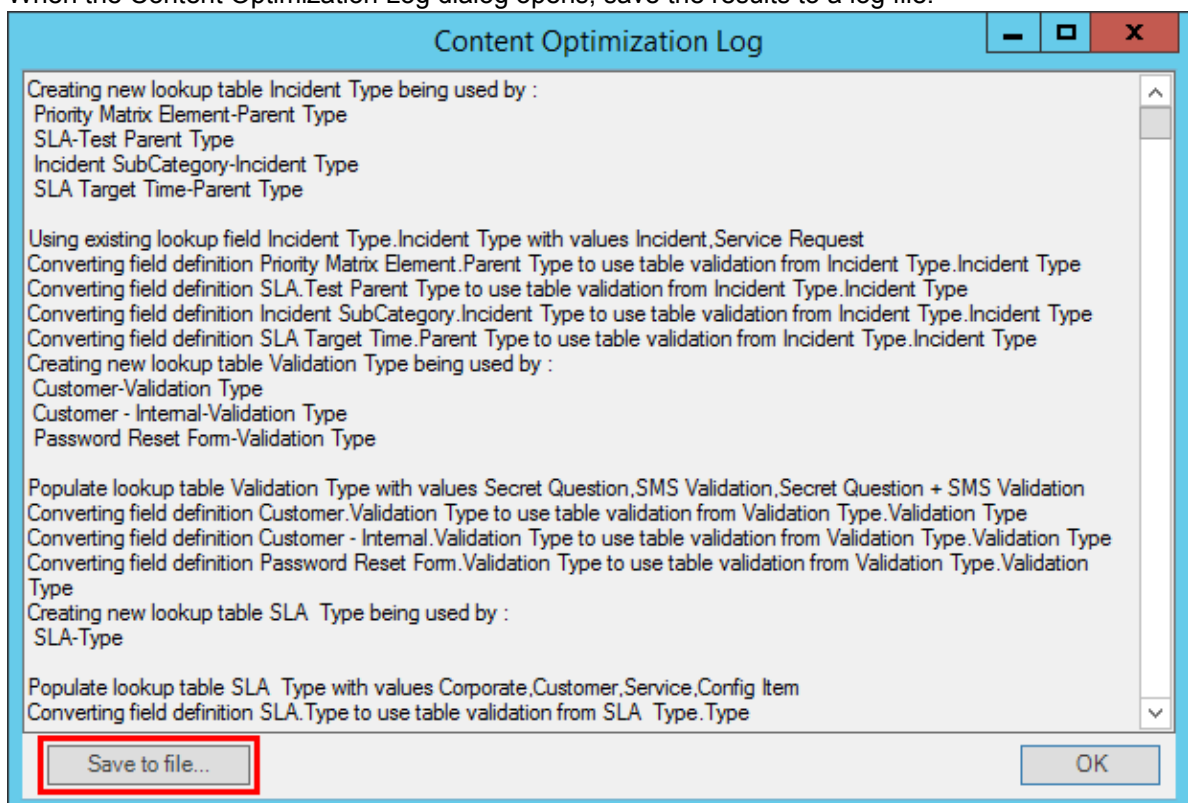 When the Content Optimization Log dialog opens, save the results to a log file.
Content Optimization Log
Creating new lookup table Incident Type being used by :
Priority Matrix Element-Parent Type
SLA-Test Parent Type
Incident SubCategory-Incident Type
SLA Target Time-Parent Type
Using existing lookup field Incident Type.Incident Type with values Incident,Service Request
Converting field definition Priority Matrix Element.Parent Type to use table validation from Incident Type.Incident Type
Converting field definition SLA.Test Parent Type to use table validation from Incident Type.Incident Type
Converting field definition Incident SubCategory.Incident Type to use table validation from Incident Type.Incident Type
Converting field definition SLA Target Time.Parent Type to use table validation from Incident Type.Incident Type
Creating new lookup table Validation Type being used by :
Customer-Validation Type
Customer - Internal-Validation Type
Password Reset Form-Validation Type
Populate lookup table Validation Type with values Secret Question,SMS Validation,Secret Question + SMS Validation
Converting field definition Customer.Validation Type to use table validation from Validation Type.Validation Type
Converting field definition Customer - Internal.Validation Type to use table validation from Validation Type.Validation Type
Converting field definition Password Reset Form.Validation Type to use table validation from Validation Type.Validation
Type
Creating new lookup table SLA  Type being used by :
SLA-Type
Populate lookup table SLA  Type with values Corporate,Customer,Service,Config Item
Converting field definition SLA.Type to use table validation from SLA  Type.Type
Save to file...
OK